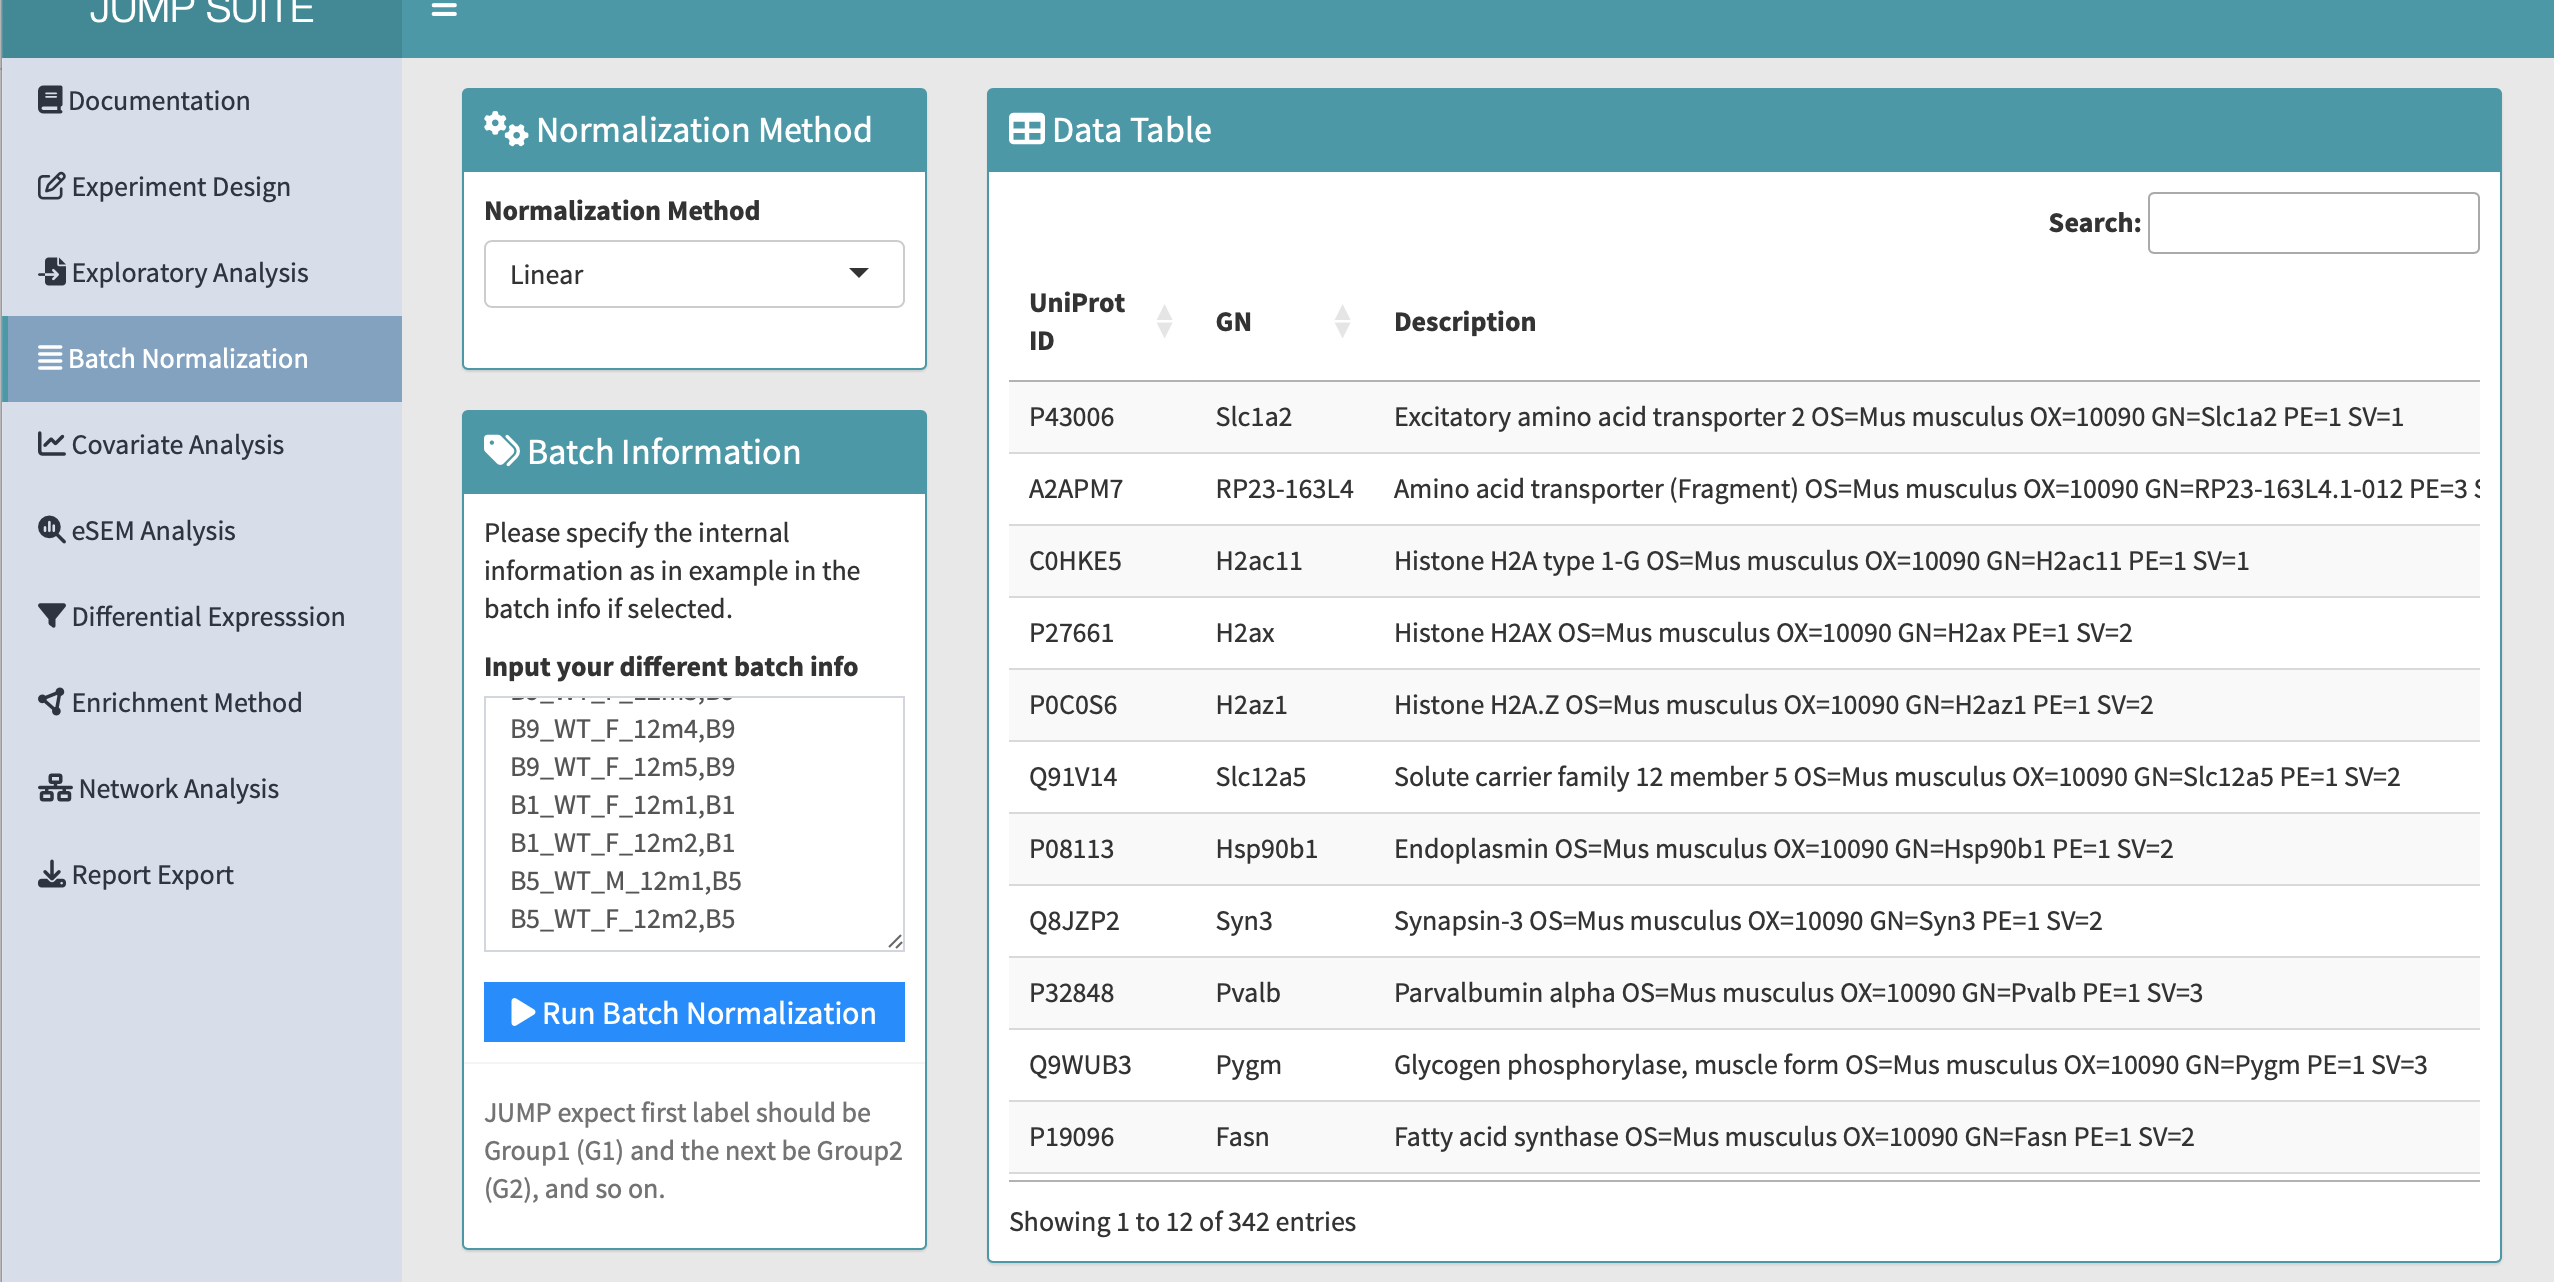 JUMP SUITE
Documentation
Experiment Design
Exploratory Analysis
Batch Normalization
Covariate Analysis
eSEM Analysis
Differential Expresssion
Enrichment Method
Network Analysis
Report Export
Normalization Method
Normalization Method
Linear
Batch Information
Please specify the internal
information as in example in the
batch info if selected.
Input your different batch info
B9_WT_F_12m4,B9
B9_WT_F_12m5,B9
B1_WT_F_12m1,B1
B1_WT_F_12m2,B1
B5_WT_M_12m1,B5
B5_WT_F_12m2,B5
Run Batch Normalization
JUMP expect first label should be
Group1 (G1) and the next be Group2
(G2), and so on.
Data Table
Search:
UniProt
ID GN Description
P43006 Slc1a2 Excitatory amino acid transporter 2 OS=Mus musculus OX=10090 GN=Slc1a2 PE=1 SV=1
A2APM7 RP23-163L4 Amino acid transporter (Fragment) OS=Mus musculus OX=10090 GN=RP23-163L4.1-012 PE=3
C0HKE5 H2ac11 Histone H2A type 1-G OS=Mus musculus OX=10090 GN=H2ac11 PE=1 SV=1
P27661 H2ax Histone H2AX OS=Mus musculus OX=10090 GN=H2ax PE=1 SV=2
P0C0S6 H2az1 Histone H2A.Z OS=Mus musculus OX=10090 GN=H2az1 PE=1 SV=2
Q91V14 Slc12a5 Solute carrier family 12 member 5 OS=Mus musculus OX=10090 GN=Slc12a5 PE=1 SV=2
P08113 Hsp90b1 Endoplasmin OS=Mus musculus OX=10090 GN=Hsp90b1 PE=1 SV=2
Q8JZP2 Syn3 Synapsin-3 OS=Mus musculus OX=10090 GN=Syn3 PE=1 SV=2
P32848 Pvalb Parvalbumin alpha OS=Mus musculus OX=10090 GN=Pvalb PE=1 SV=3
Q9WUB3 Pygm Glycogen phosphorylase, muscle form OS=Mus musculus OX=10090 GN=Pygm PE=1 SV=3
P19096 Fasn Fatty acid synthase OS=Mus musculus OX=10090 GN=Fasn PE=1 SV=2
Showing 1 to 12 of 342 entries